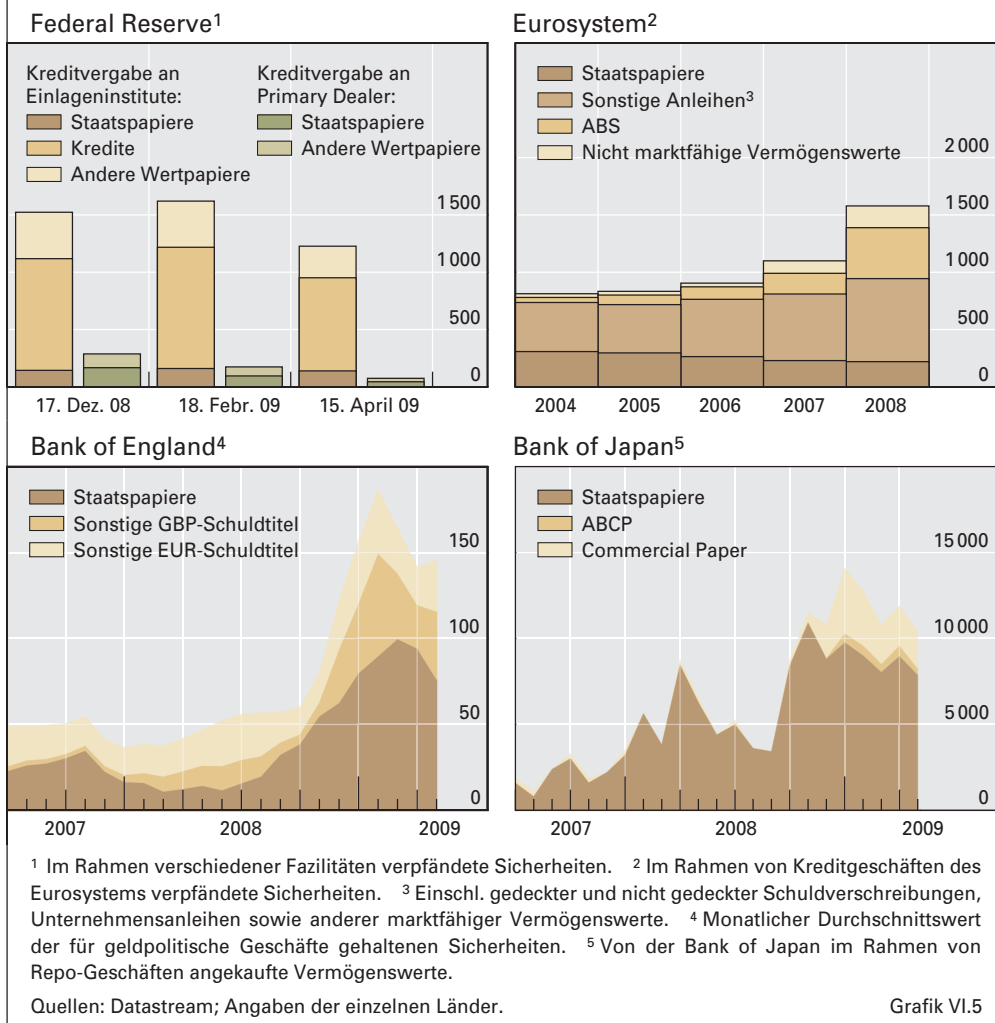 Federal Reserve¹
Kreditvergabe an
Einlageninstitute:
Staatspapiere
Kredite
Andere Wertpapiere
Kreditvergabe an
Primary Dealer:
Staatspapiere
Andere Wertpapiere
1 500
1 000
500
0
17. Dez. 08 18. Febr. 09 15. April 09
Eurosystem²
Staatspapiere
Sonstige Anleihen³
ABS
Nicht marktfähige Vermögenswerte
2 000
1 500
1 000
500
0
2004 2005 2006 2007 2008
Bank of England⁴
Staatspapiere
Sonstige GBP-Schuldtitel
Sonstige EUR-Schuldtitel
150
100
50
0
2007 2008 2009
Bank of Japan⁵
Staatspapiere
ABCP
Commercial Paper
15 000
10 000
5 000
0
2007 2008 2009
¹ Im Rahmen verschiedener Fazilitäten verpfändete Sicherheiten. ² Im Rahmen von Kreditgeschäften des
Eurosystems verpfändete Sicherheiten. ³ Einschl. gedeckter und nicht gedeckter Schuldverschreibungen,
Unternehmensanleihen sowie anderer marktfähiger Vermögenswerte. ⁴ Monatlicher Durchschnittswert
der für geldpolitische Geschäfte gehaltenen Sicherheiten. ⁵ Von der Bank of Japan im Rahmen von
Repo-Geschäften angekaufte Vermögenswerte.
Quellen: Datastream; Angaben der einzelnen Länder. Grafik VI.5